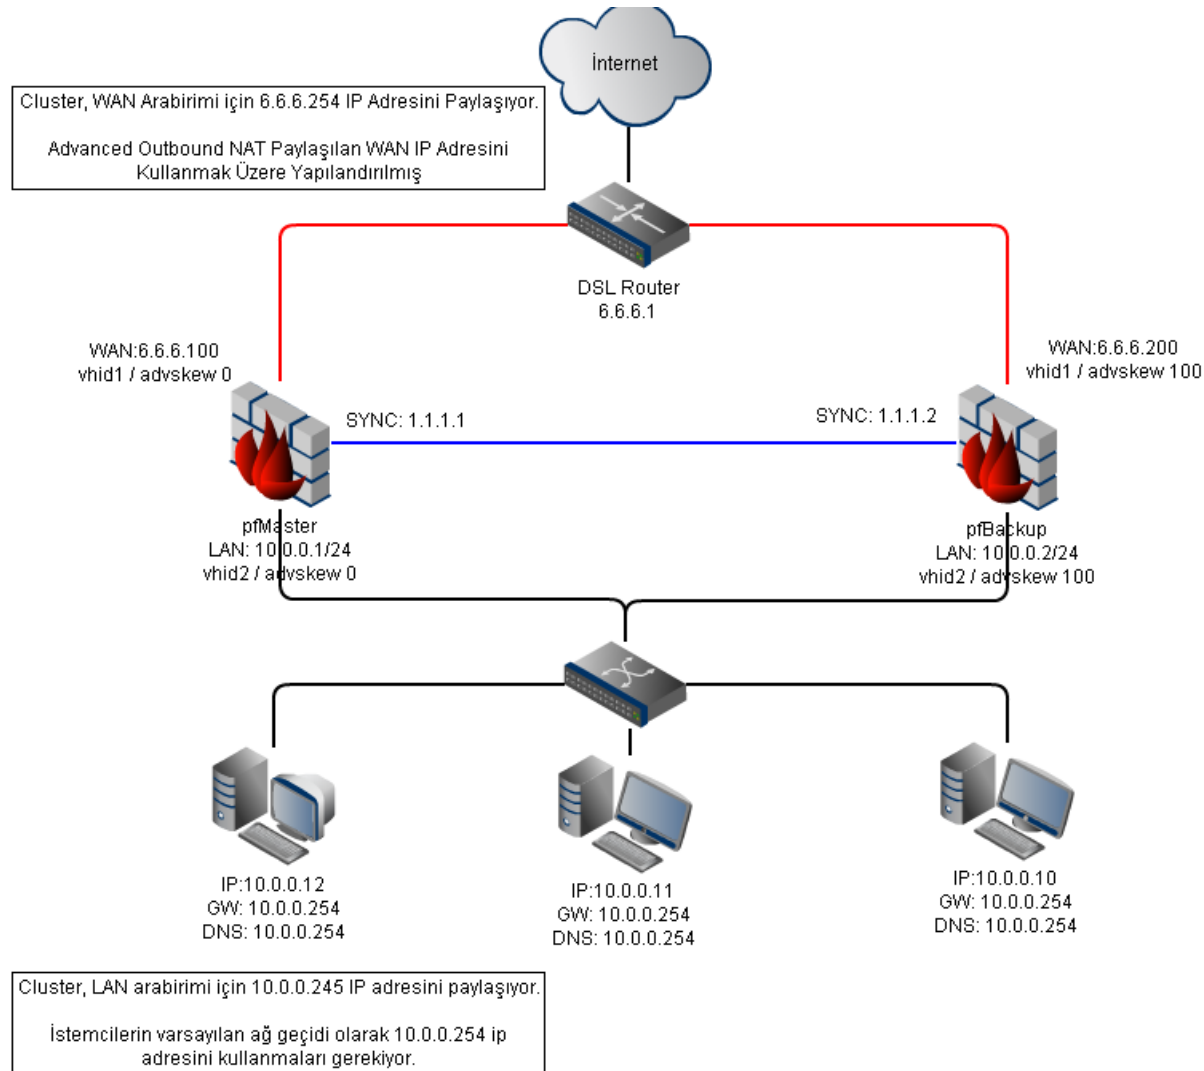 İnternet
Cluster, WAN Arabirimi için 6.6.6.254 IP Adresini Paylaşıyor.
Advanced Outbound NAT Paylaşılan WAN IP Adresini
Kullanmak Üzere Yapılandırılmış
DSL Router
6.6.6.1
WAN:6.6.6.100
vhid1 / advskew 0
WAN:6.6.6.200
vhid1 / advskew 100
SYNC: 1.1.1.1
SYNC: 1.1.1.2
pfMaster
LAN: 10.0.0.1/24
vhid2 / advskew 0
pfBackup
LAN: 10.0.0.2/24
vhid2 / advskew 100
IP:10.0.0.12
GW: 10.0.0.254
DNS: 10.0.0.254
IP:10.0.0.11
GW: 10.0.0.254
DNS: 10.0.0.254
IP:10.0.0.10
GW: 10.0.0.254
DNS: 10.0.0.254
Cluster, LAN arabirimi için 10.0.0.245 IP adresini paylaşıyor.
İstemcilerin varsayılan ağ geçidi olarak 10.0.0.254 ip
adresini kullanmaları gerekiyor.